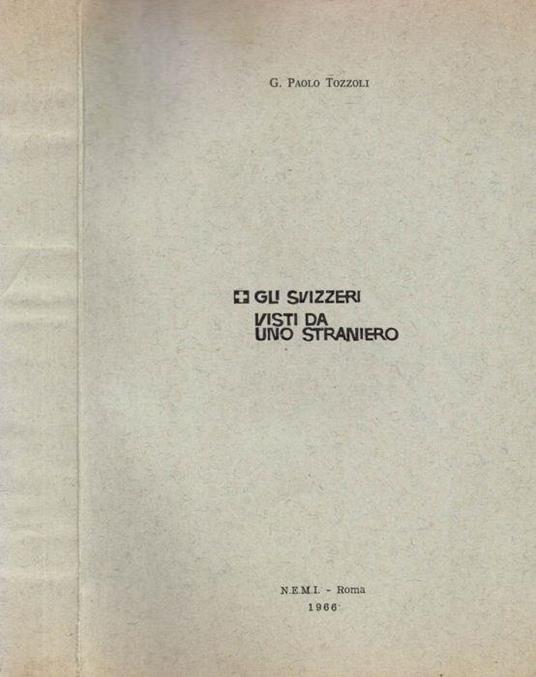 G. PAOLO TOZZOLI
GLI SVIZZERI
VISTI DA
UNO STRANIERO
N.E.M.I. - Roma
1966